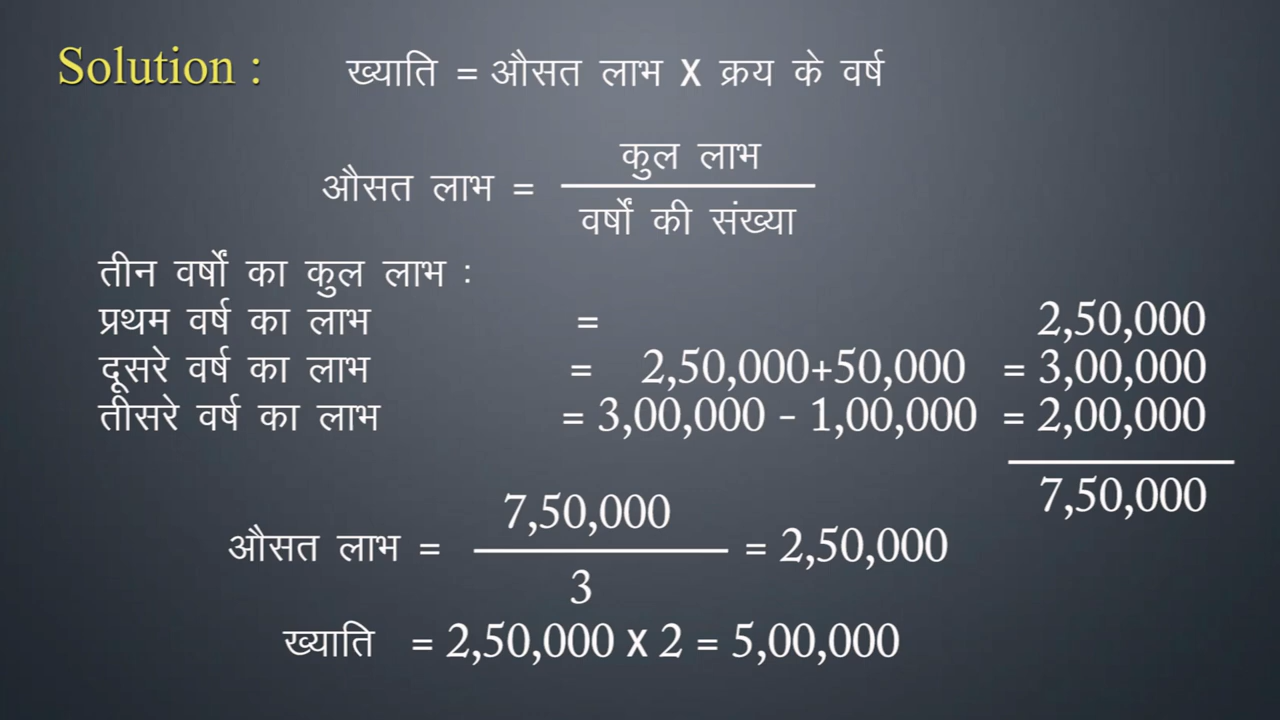 Solution : ख्याति = औसत लाभ X क्रय के वर्ष
कुल लाभ
औसत लाभ =
वर्षों की संख्या
तीन वर्षों का कुल लाभ :
प्रथम वर्ष का लाभ = 2,50,000
दूसरे वर्ष का लाभ = 2,50,000+50,000 = 3,00,000
तीसरे वर्ष का लाभ = 3,00,000 - 1,00,000 = 2,00,000
7,50,000
7,50,000
औसत लाभ = = 2,50,000
3
ख्याति = 2,50,000 X 2 = 5,00,000